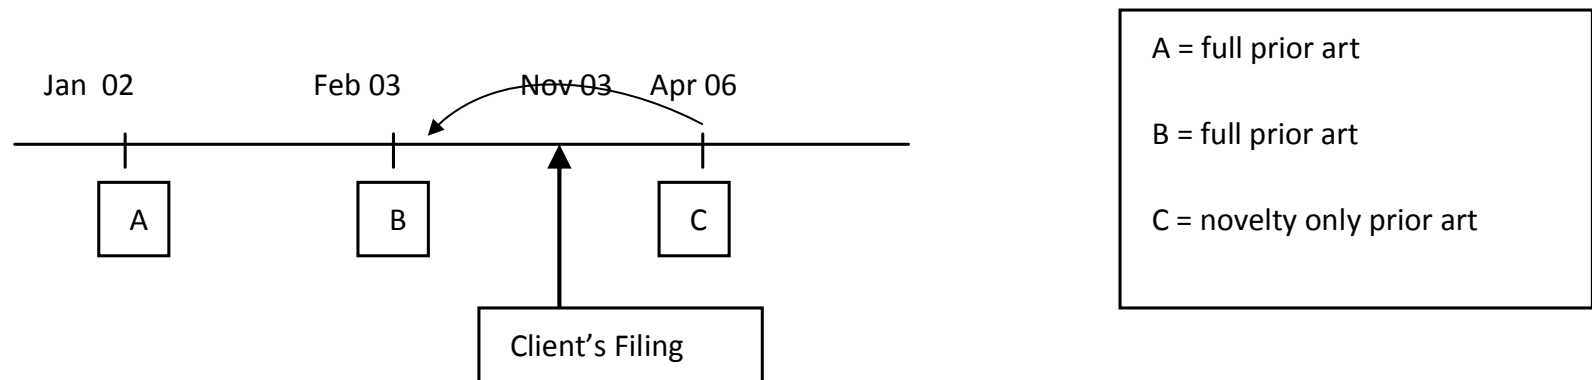 Jan 02
Feb 03
Nov 03
Apr 06
A
B
C
Client's Filing
A = full prior art
B = full prior art
C = novelty only prior art